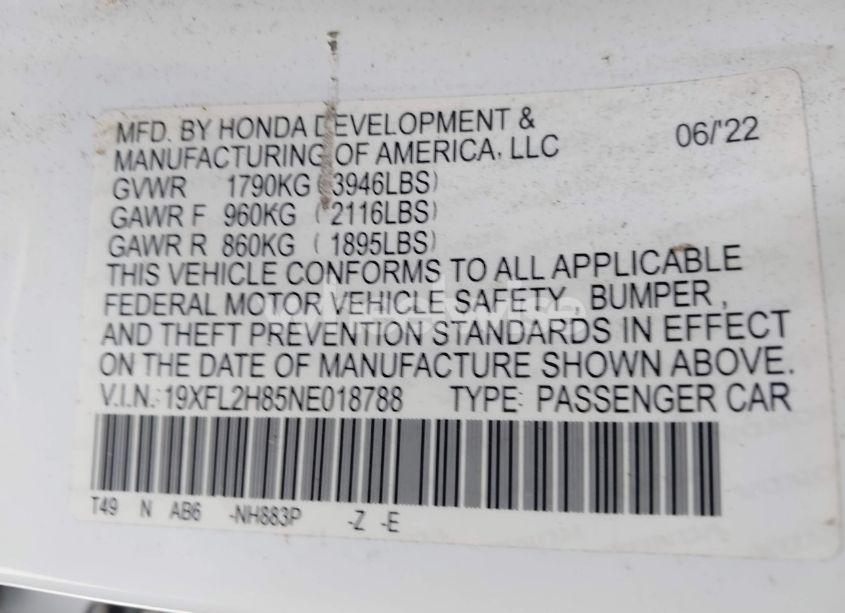 MFD. BY HONDA DEVELOPMENT &
MANUFACTURING OF AMERICA, LLC 06/'22
GVWR 1790KG (3946LBS)
GAWR F 960KG ( 2116LBS)
GAWR R 860KG ( 1895LBS)
THIS VEHICLE CONFORMS TO ALL APPLICABLE
FEDERAL MOTOR VEHICLE SAFETY, BUMPER,
AND THEFT PREVENTION STANDARDS IN EFFECT
ON THE DATE OF MANUFACTURE SHOWN ABOVE.
V.I.N.: 19XFL2H85NE018788 TYPE: PASSENGER CAR
T49 N AB6 -NH883P -Z -E